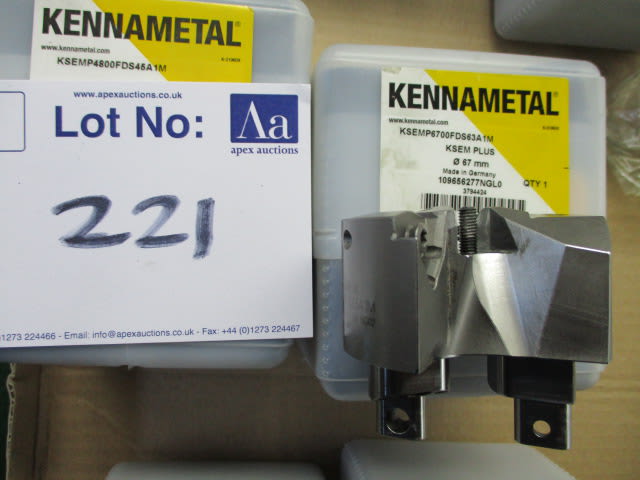 KENNAMETAL®
www.kennametal.com
KSEMP4800FDS45A1M
www.apexauctions.co.uk
Lot No:
Aa
apex auctions
221
01273 224466 - Email: info@apexauctions.co.uk - Fax: +44 (0)1273 224467
KENNAMETAL®
kennametal.com
KSEMP6700FDS63A1M
KSEM PLUS
Ø 67 mm
Made in Germany
109656277NGL0 QTY 1
3794424